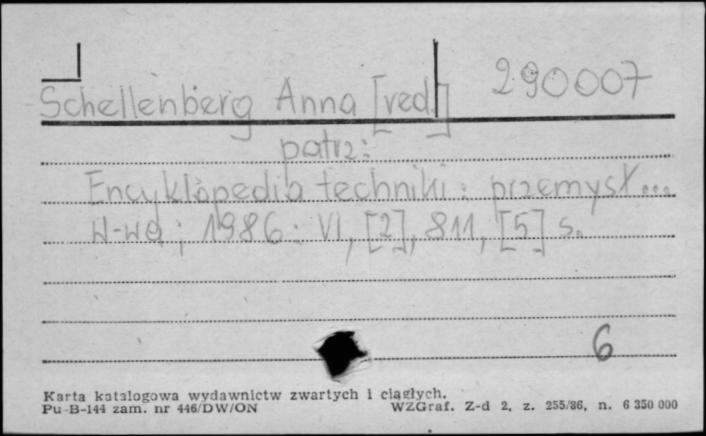 Schellenberg Anna [red.] 290007
patrz:
Encyklopedia techniki: przemysł...
W-wa; 1986: VI, [2], 811, [5] s.
6
Karta katalogowa wydawnictw zwartych i ciągłych.
Pu-B-144 zam. nr 446/DW/ON WZGraf. Z-d 2, z. 255/86, n. 6 350 000